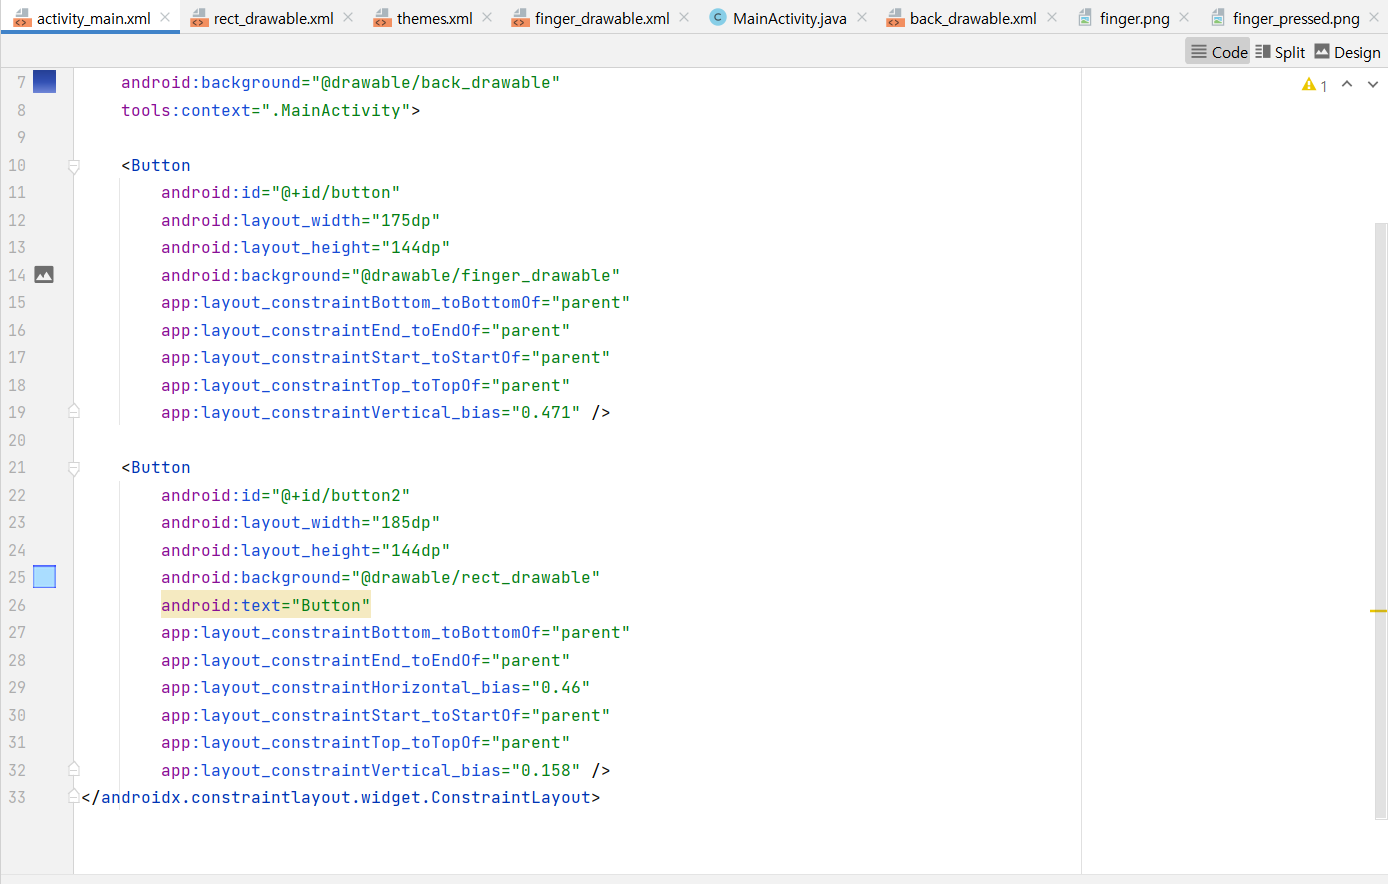 activity_main.xml rect_drawable.xml themes.xml finger_drawable.xml MainActivity.java back_drawable.xml finger.png finger_pressed.png
Code Split Design
7 android:background="@drawable/back_drawable"
1
8 tools:context=".MainActivity">
9
10 <Button
11 android:id="@+id/button"
12 android:layout_width="175dp"
13 android:layout_height="144dp"
14 android:background="@drawable/finger_drawable"
15 app:layout_constraintBottom_toBottomOf="parent"
16 app:layout_constraintEnd_toEndOf="parent"
17 app:layout_constraintStart_toStartOf="parent"
18 app:layout_constraintTop_toTopOf="parent"
19 app:layout_constraintVertical_bias="0.471" />
20
21 <Button
22 android:id="@+id/button2"
23 android:layout_width="185dp"
24 android:layout_height="144dp"
25 android:background="@drawable/rect_drawable"
26 android:text="Button"
27 app:layout_constraintBottom_toBottomOf="parent"
28 app:layout_constraintEnd_toEndOf="parent"
29 app:layout_constraintHorizontal_bias="0.46"
30 app:layout_constraintStart_toStartOf="parent"
31 app:layout_constraintTop_toTopOf="parent"
32 app:layout_constraintVertical_bias="0.158" />
33 </androidx.constraintlayout.widget.ConstraintLayout>